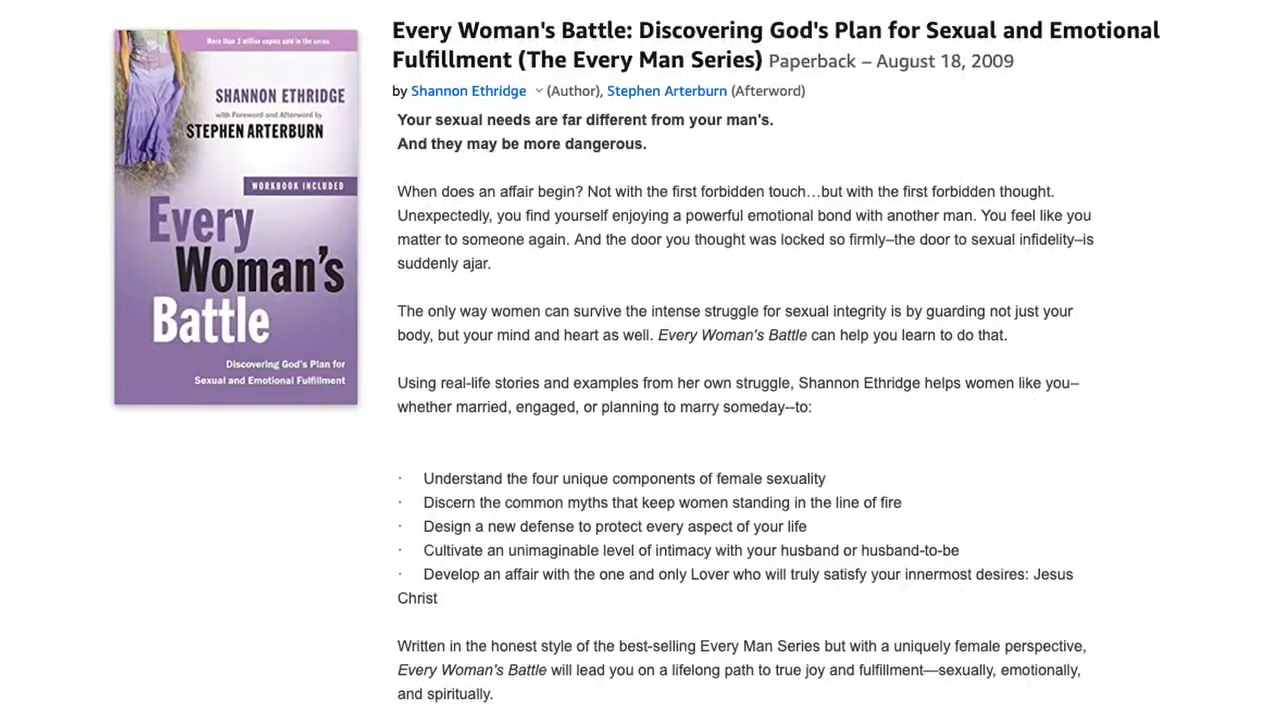 More than 3 million copies sold in the series
SHANNON ETHRIDGE
with Foreword and Afterword by
STEPHEN ARTERBURN
WORKBOOK INCLUDED
Every
Woman's
Battle
Discovering God's Plan for
Sexual and Emotional Fulfillment
Every Woman's Battle: Discovering God's Plan for Sexual and Emotional
Fulfillment (The Every Man Series) Paperback – August 18, 2009
by Shannon Ethridge (Author), Stephen Arterburn (Afterword)
Your sexual needs are far different from your man's.
And they may be more dangerous.
When does an affair begin? Not with the first forbidden touch…but with the first forbidden thought.
Unexpectedly, you find yourself enjoying a powerful emotional bond with another man. You feel like you
matter to someone again. And the door you thought was locked so firmly–the door to sexual infidelity–is
suddenly ajar.
The only way women can survive the intense struggle for sexual integrity is by guarding not just your
body, but your mind and heart as well. Every Woman's Battle can help you learn to do that.
Using real-life stories and examples from her own struggle, Shannon Ethridge helps women like you–
whether married, engaged, or planning to marry someday--to:
· Understand the four unique components of female sexuality
· Discern the common myths that keep women standing in the line of fire
· Design a new defense to protect every aspect of your life
· Cultivate an unimaginable level of intimacy with your husband or husband-to-be
· Develop an affair with the one and only Lover who will truly satisfy your innermost desires: Jesus
Christ
Written in the honest style of the best-selling Every Man Series but with a uniquely female perspective,
Every Woman's Battle will lead you on a lifelong path to true joy and fulfillment—sexually, emotionally,
and spiritually.